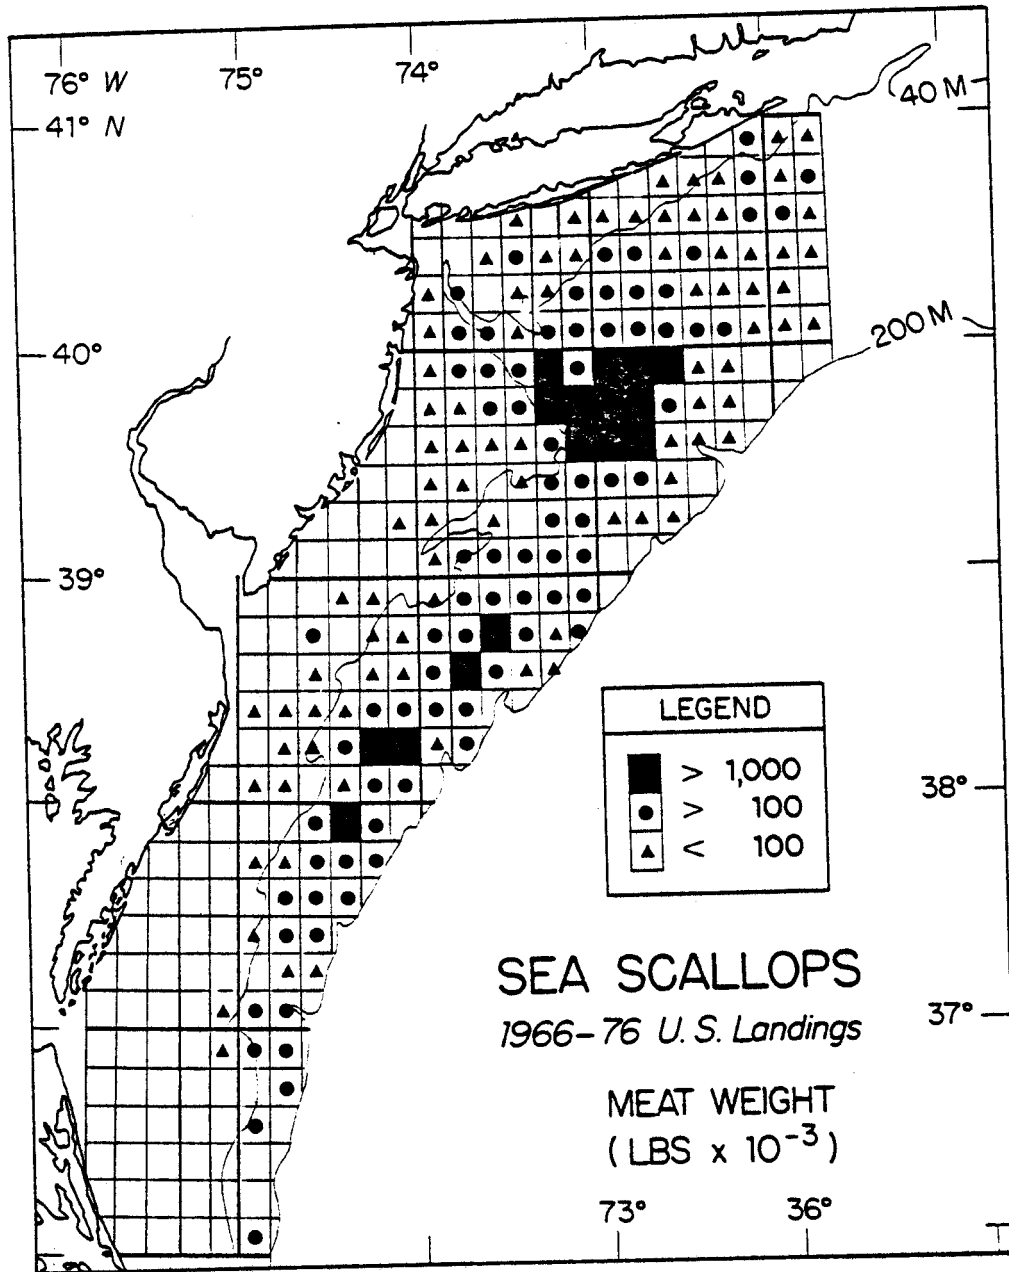 76° W
75°
74°
41° N
40 M
200 M
40°
39°
LEGEND
> 1,000
> 100
< 100
38°
SEA SCALLOPS
1966-76 U.S. Landings
37°
MEAT WEIGHT
(LBS x 10⁻³)
73°
36°